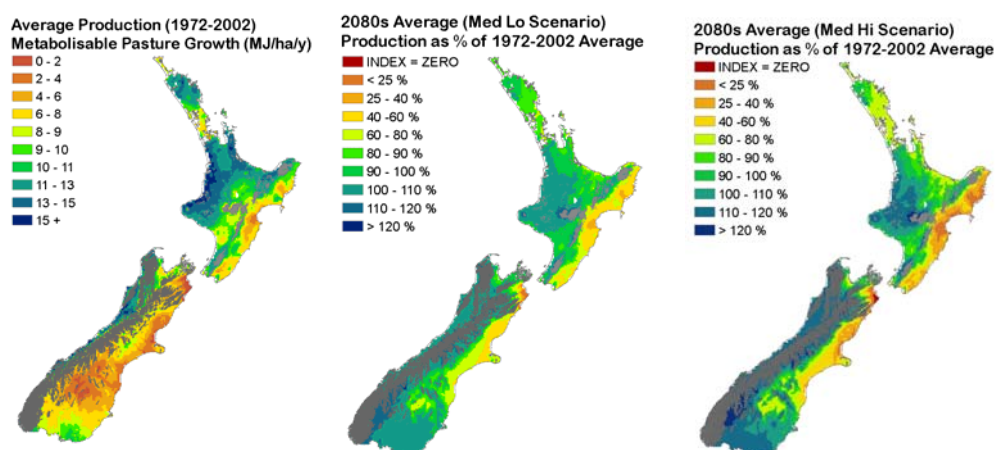 Average Production (1972-2002)
Metabolisable Pasture Growth (MJ/ha/y)
0 - 2
2 - 4
4 - 6
6 - 8
8 - 9
9 - 10
10 - 11
11 - 13
13 - 15
15 +
2080s Average (Med Lo Scenario)
Production as % of 1972-2002 Average
INDEX = ZERO
< 25 %
25 - 40 %
40 - 60 %
60 - 80 %
80 - 90 %
90 - 100 %
100 - 110 %
110 - 120 %
> 120 %
2080s Average (Med Hi Scenario)
Production as % of 1972-2002 Average
INDEX = ZERO
< 25 %
25 - 40 %
40 -60 %
60 - 80 %
80 - 90 %
90 - 100 %
100 - 110 %
110 - 120 %
> 120 %